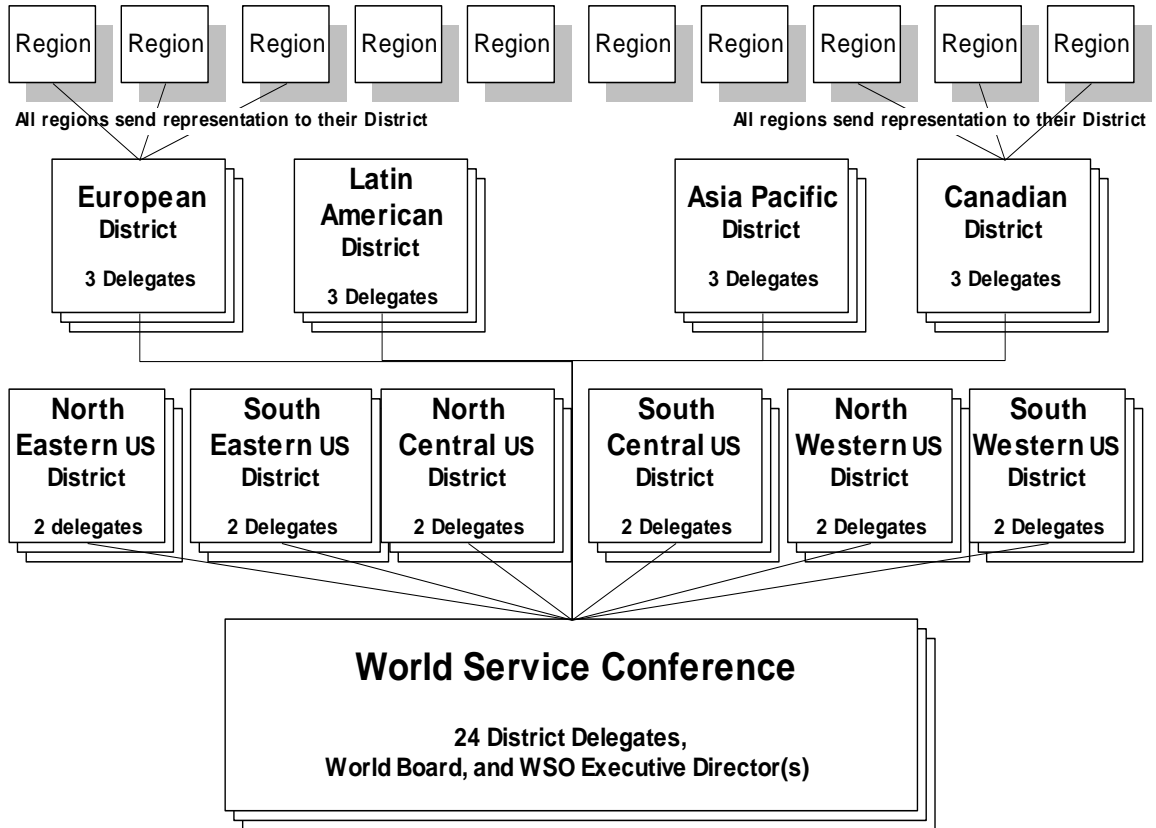 Region
Region
Region
Region
Region
Region
Region
Region
Region
Region
All regions send representation to their District
All regions send representation to their District
European
District
3 Delegates
Latin
American
District
3 Delegates
Asia Pacific
District
3 Delegates
Canadian
District
3 Delegates
North
Eastern US
District
2 delegates
South
Eastern US
District
2 Delegates
North
Central US
District
2 Delegates
South
Central US
District
2 Delegates
North
Western US
District
2 Delegates
South
Western US
District
2 Delegates
World Service Conference
24 District Delegates,
World Board, and WSO Executive Director(s)